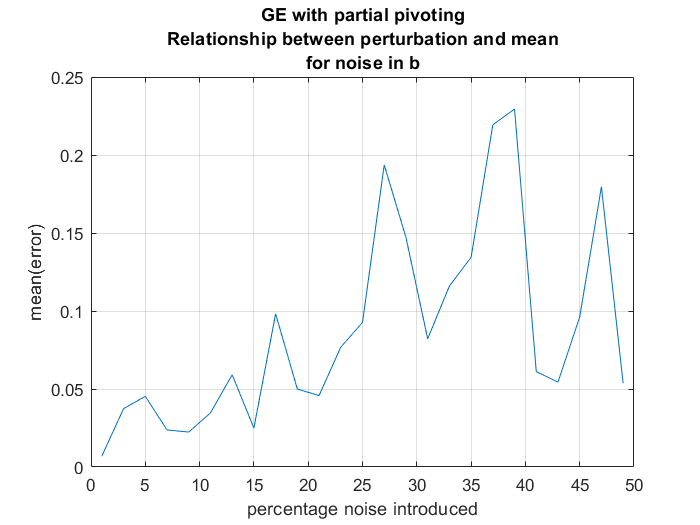 GE with partial pivoting
Relationship between perturbation and mean
for noise in b
0.25
0.2
0.15
0.1
0.05
0
mean(error)
0 5 10 15 20 25 30 35 40 45 50
percentage noise introduced